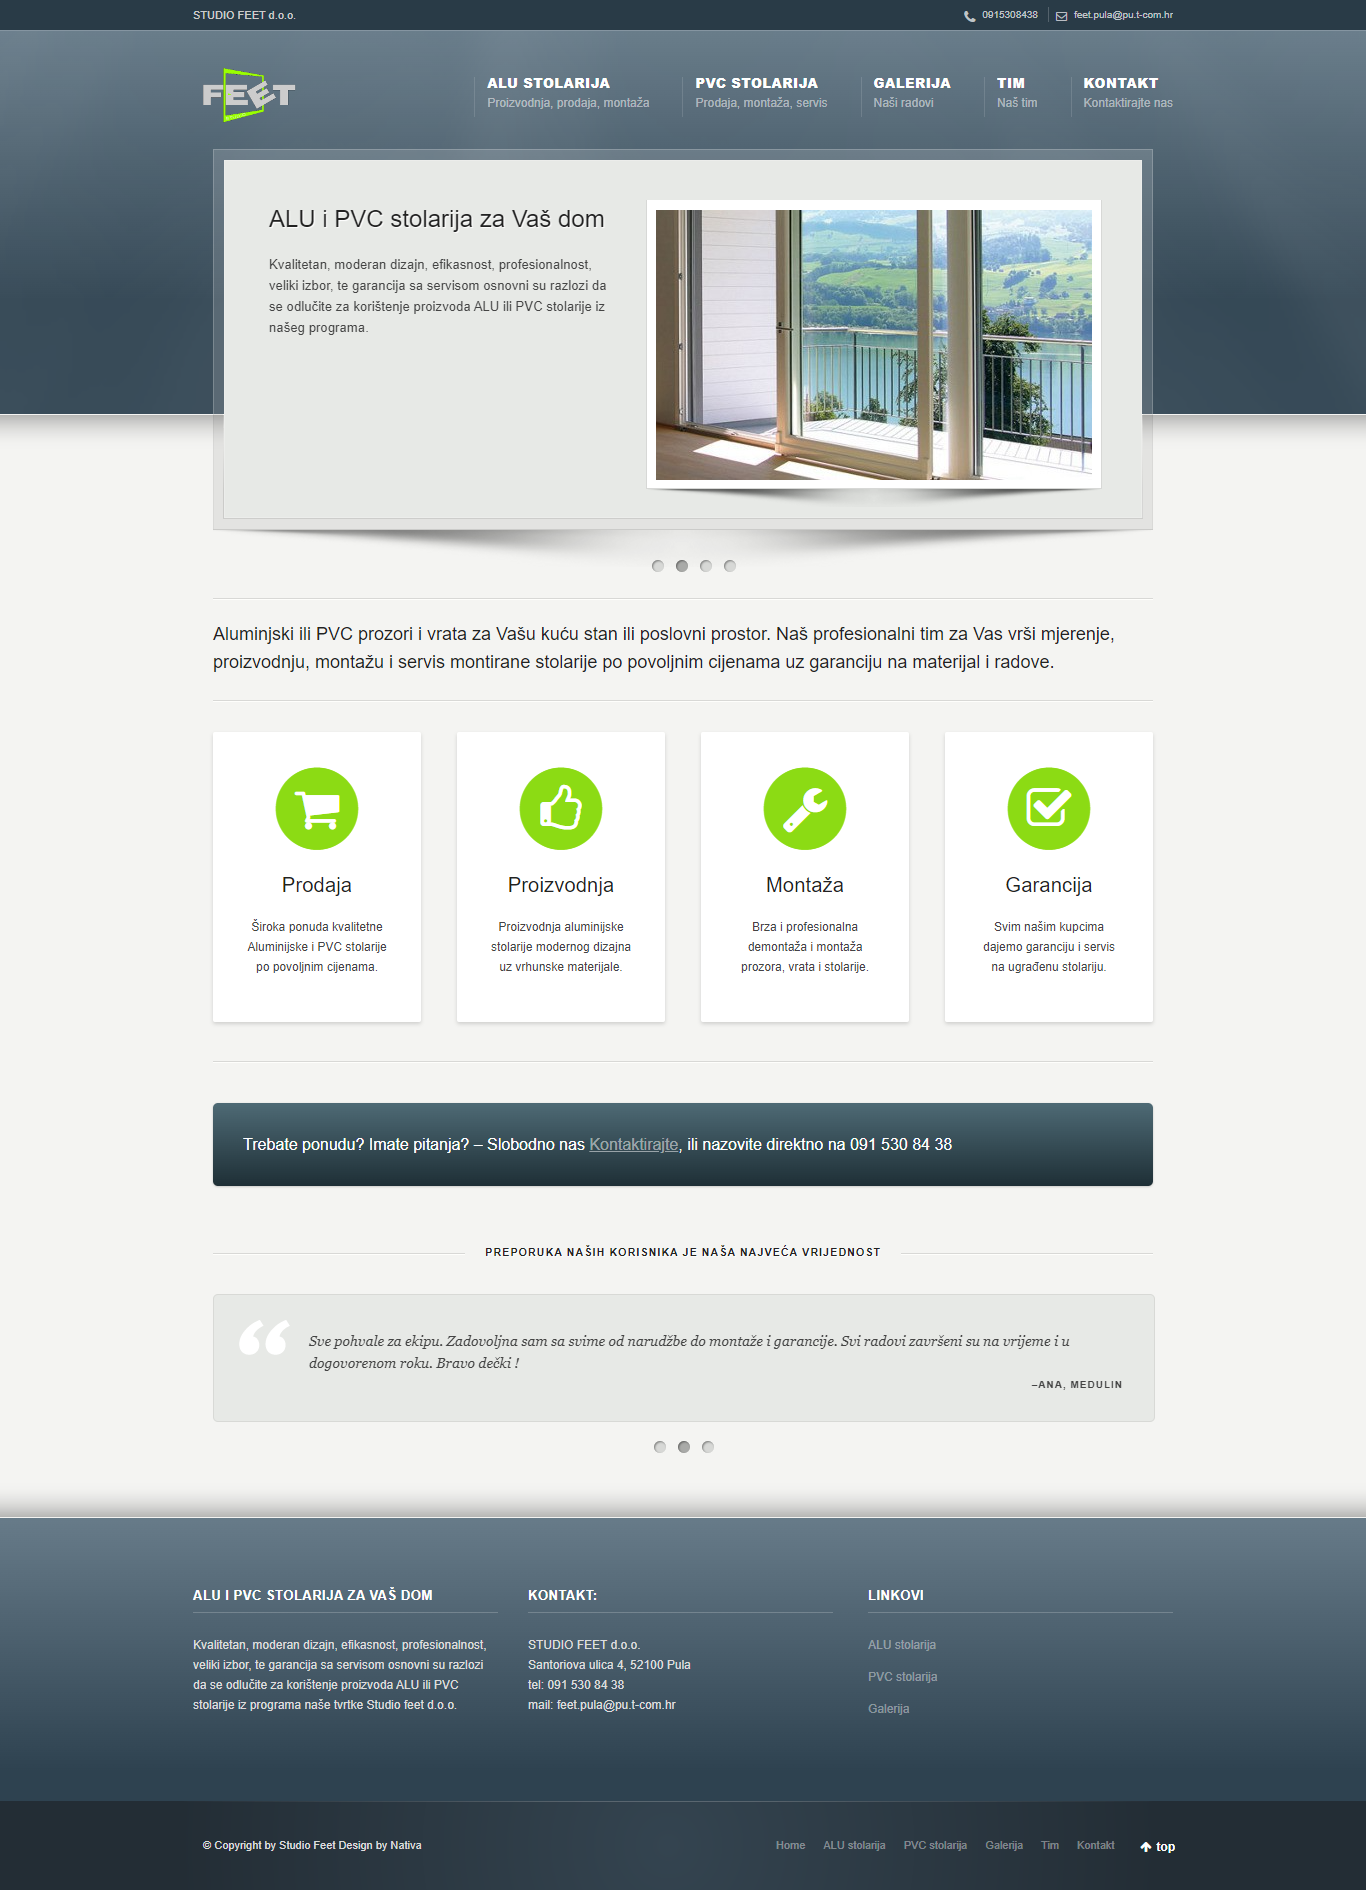 STUDIO FEET d.o.o.
0915308438
feet.pula@pu.t-com.hr
FEET
ALU STOLARIJA
Proizvodnja, prodaja, montaža
PVC STOLARIJA
Prodaja, montaža, servis
GALERIJA
Naši radovi
TIM
Naš tim
KONTAKT
Kontaktirajte nas
ALU i PVC stolarija za Vaš dom
Kvalitetan, moderan dizajn, efikasnost, profesionalnost,
veliki izbor, te garancija sa servisom osnovni su razlozi da
se odlučite za korištenje proizvoda ALU ili PVC stolarije iz
našeg programa.
Aluminjski ili PVC prozori i vrata za Vašu kuću stan ili poslovni prostor. Naš profesionalni tim za Vas vrši mjerenje,
proizvodnju, montažu i servis montirane stolarije po povoljnim cijenama uz garanciju na materijal i radove.
Prodaja
Široka ponuda kvalitetne
Aluminijske i PVC stolarije
po povoljnim cijenama.
Proizvodnja
Proizvodnja aluminijske
stolarije modernog dizajna
uz vrhunske materijale.
Montaža
Brza i profesionalna
demontaža i montaža
prozora, vrata i stolarije.
Garancija
Svim našim kupcima
dajemo garanciju i servis
na ugrađenu stolariju.
Trebate ponudu? Imate pitanja? – Slobodno nas Kontaktirajte, ili nazovite direktno na 091 530 84 38
PREPORUKA NAŠIH KORISNIKA JE NAŠA NAJVEĆA VRIJEDNOST
Sve pohvale za ekipu. Zadovoljna sam sa svime od narudžbe do montaže i garancije. Svi radovi završeni su na vrijeme i u
dogovorenom roku. Bravo dečki !
–ANA, MEDULIN
ALU I PVC STOLARIJA ZA VAŠ DOM
Kvalitetan, moderan dizajn, efikasnost, profesionalnost,
veliki izbor, te garancija sa servisom osnovni su razlozi
da se odlučite za korištenje proizvoda ALU ili PVC
stolarije iz programa naše tvrtke Studio feet d.o.o.
KONTAKT:
STUDIO FEET d.o.o.
Santoriova ulica 4, 52100 Pula
tel: 091 530 84 38
mail: feet.pula@pu.t-com.hr
LINKOVI
ALU stolarija
PVC stolarija
Galerija
© Copyright by Studio Feet Design by Nativa
Home
ALU stolarija
PVC stolarija
Galerija
Tim
Kontakt
top